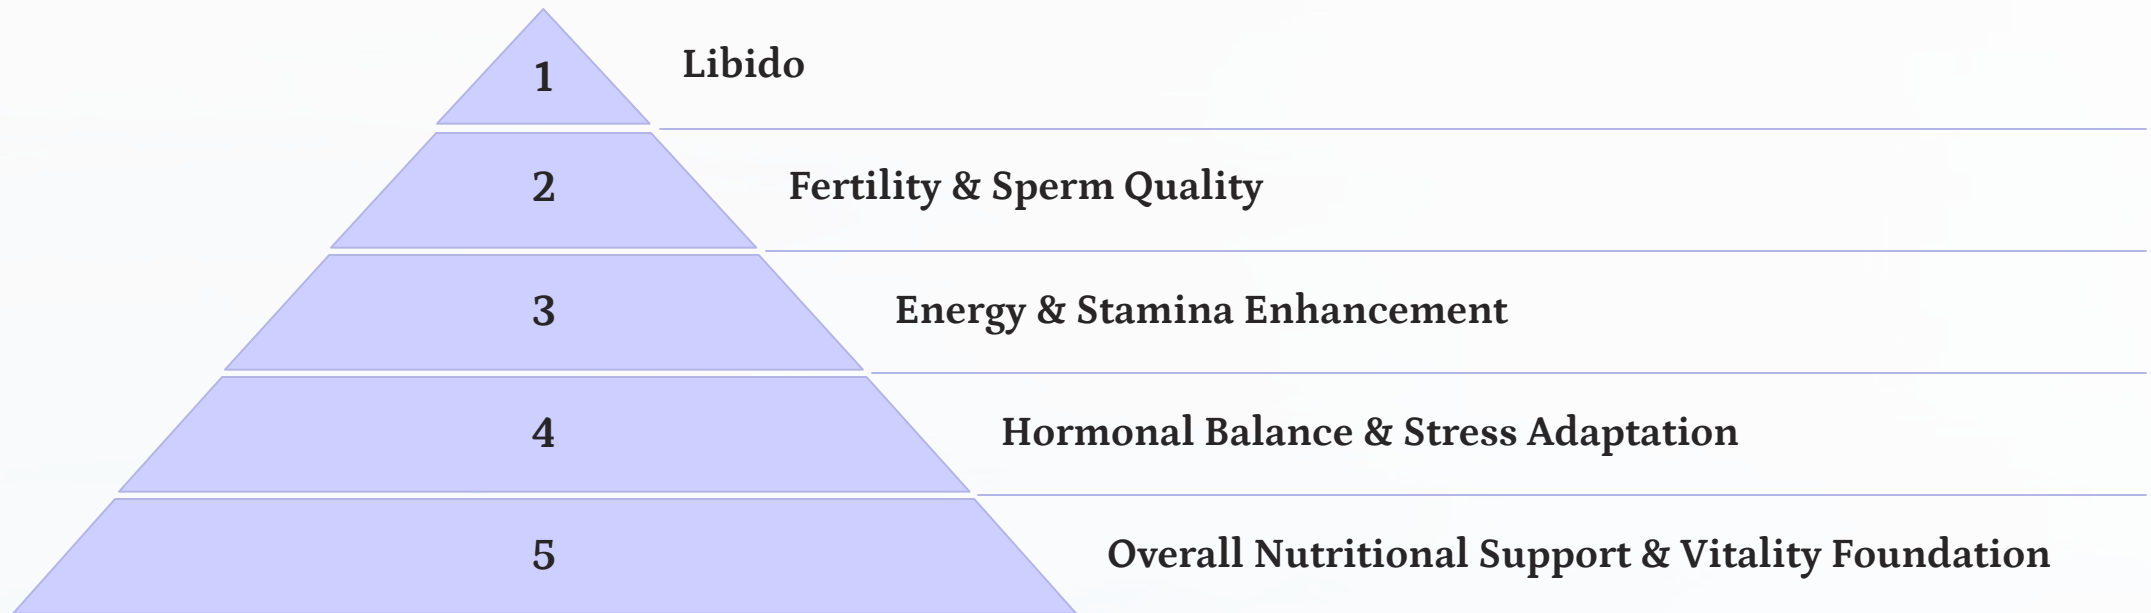 1
Libido
2
Fertility & Sperm Quality
3
Energy & Stamina Enhancement
4
Hormonal Balance & Stress Adaptation
5
Overall Nutritional Support & Vitality Foundation